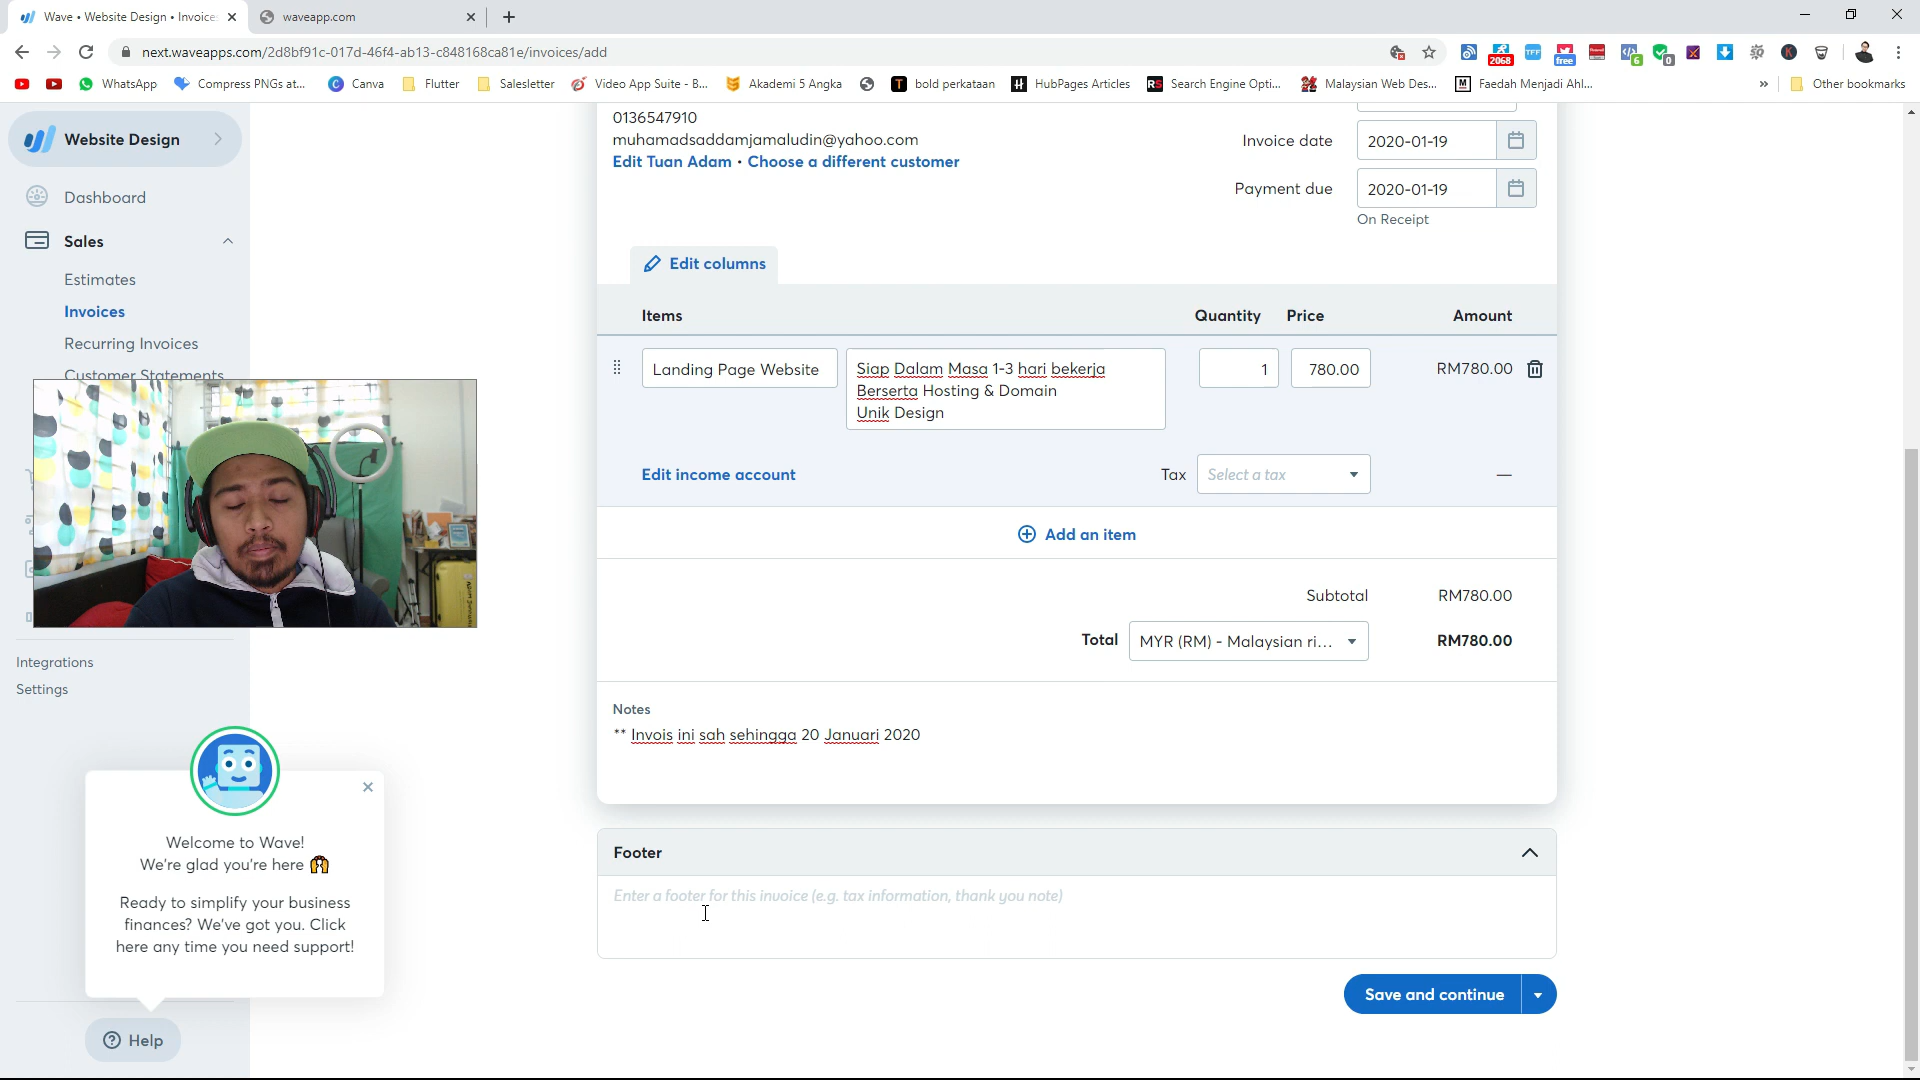 Wave • Website Design • Invoice
waveapp.com
next.waveapps.com/2d8bf91c-017d-46f4-ab13-c848168ca81e/invoices/add
2068
free
6
0
WhatsApp
Compress PNGs at...
Canva
Flutter
Salesletter
Video App Suite - B...
Akademi 5 Angka
bold perkataan
HubPages Articles
Search Engine Opti...
Malaysian Web Des...
Faedah Menjadi Ahl...
»
Other bookmarks
Website Design
Dashboard
Sales
Estimates
Invoices
Recurring Invoices
Customer Statements
Integrations
Settings
Welcome to Wave!
We're glad you're here
Ready to simplify your business
finances? We've got you. Click
here any time you need support!
Help
0136547910
muhamadsaddamjamaludin@yahoo.com
Edit Tuan Adam • Choose a different customer
Invoice date 2020-01-19
Payment due 2020-01-19
On Receipt
Edit columns
Items Quantity Price Amount
Landing Page Website
Siap Dalam Masa 1-3 hari bekerja
Berserta Hosting & Domain
Unik Design
1 780.00 RM780.00
Edit income account
Tax Select a tax —
Add an item
Subtotal RM780.00
Total MYR (RM) - Malaysian ri... RM780.00
Notes
** Invois ini sah sehingga 20 Januari 2020
Footer
Enter a footer for this invoice (e.g. tax information, thank you note)
Save and continue